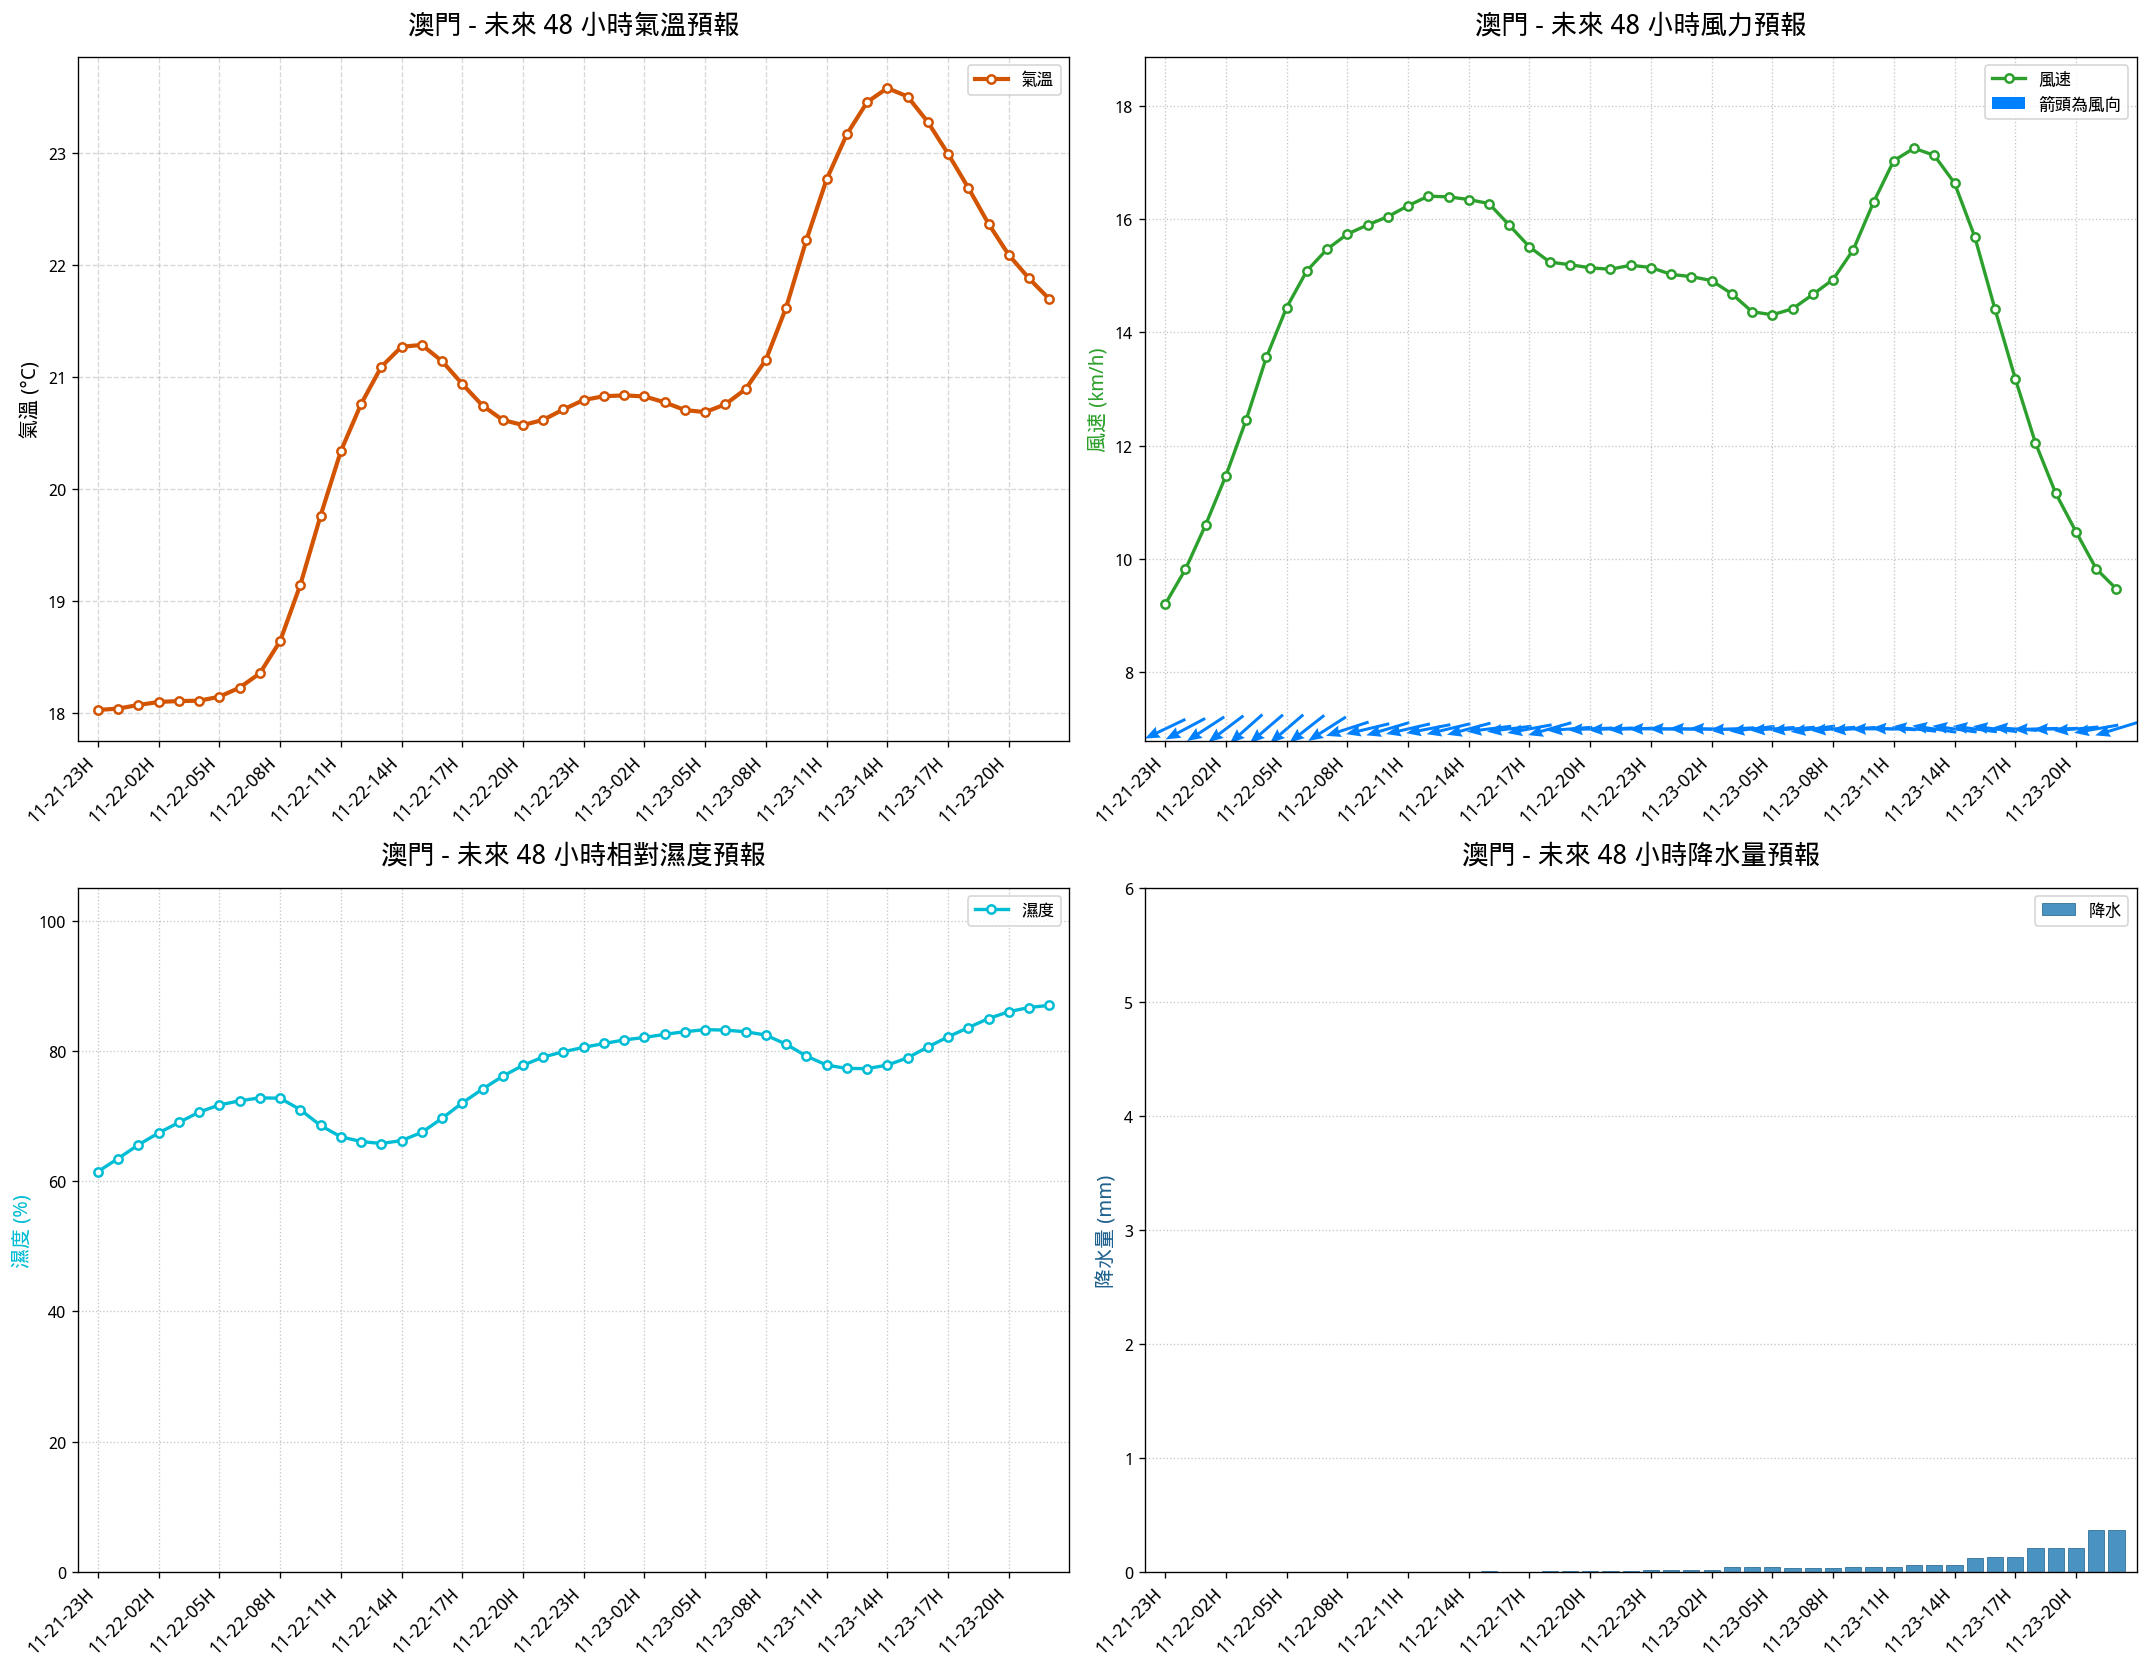 澳門 - 未來 48 小時氣溫預報
氣溫
氣溫 (°C)
23
22
21
20
19
18
11-21-23H
11-22-02H
11-22-05H
11-22-08H
11-22-11H
11-22-14H
11-22-17H
11-22-20H
11-22-23H
11-23-02H
11-23-05H
11-23-08H
11-23-11H
11-23-14H
11-23-17H
11-23-20H
澳門 - 未來 48 小時風力預報
風速
箭頭為風向
風速 (km/h)
18
16
14
12
10
8
11-21-23H
11-22-02H
11-22-05H
11-22-08H
11-22-11H
11-22-14H
11-22-17H
11-22-20H
11-22-23H
11-23-02H
11-23-05H
11-23-08H
11-23-11H
11-23-14H
11-23-17H
11-23-20H
澳門 - 未來 48 小時相對濕度預報
濕度
濕度 (%)
100
80
60
40
20
0
11-21-23H
11-22-02H
11-22-05H
11-22-08H
11-22-11H
11-22-14H
11-22-17H
11-22-20H
11-22-23H
11-23-02H
11-23-05H
11-23-08H
11-23-11H
11-23-14H
11-23-17H
11-23-20H
澳門 - 未來 48 小時降水量預報
降水
降水量 (mm)
6
5
4
3
2
1
0
11-21-23H
11-22-02H
11-22-05H
11-22-08H
11-22-11H
11-22-14H
11-22-17H
11-22-20H
11-22-23H
11-23-02H
11-23-05H
11-23-08H
11-23-11H
11-23-14H
11-23-17H
11-23-20H